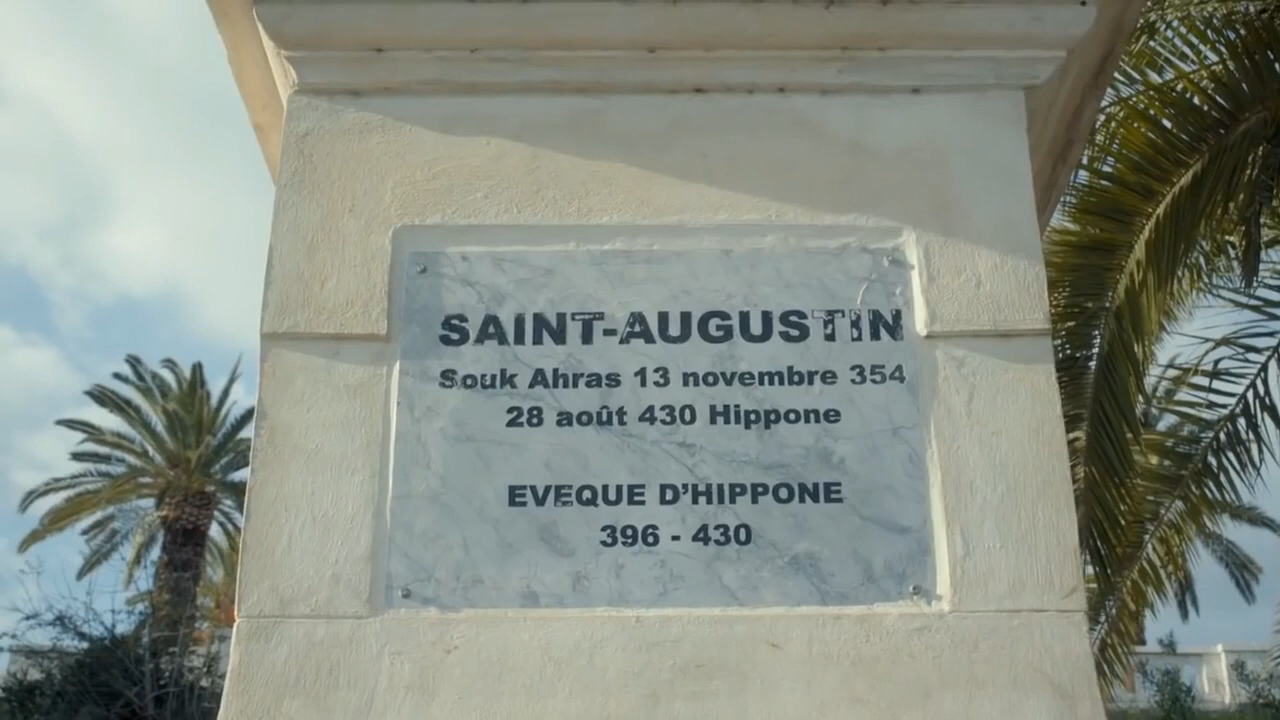 SAINT-AUGUSTIN
Souk Ahras 13 novembre 354
28 août 430 Hippone
EVEQUE D'HIPPONE
396 - 430